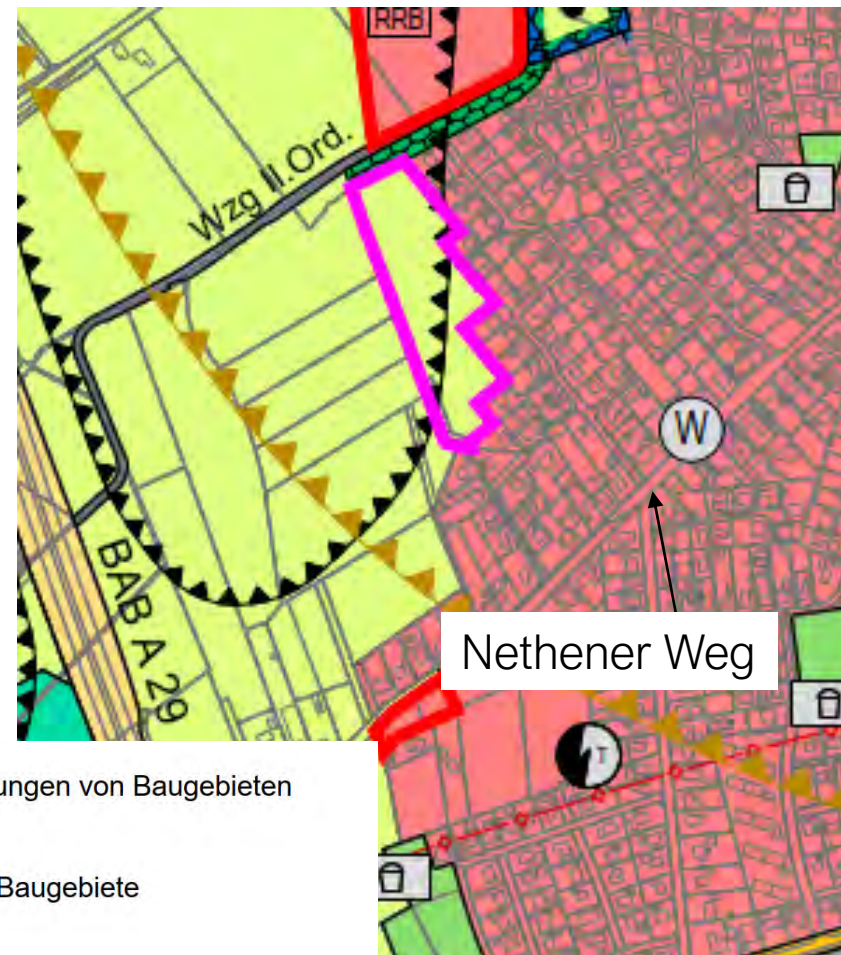 RRB
Wzg II.Ord.
W
BAB A 29
Nethener Weg
T
ungen von Baugebieten
Baugebiete